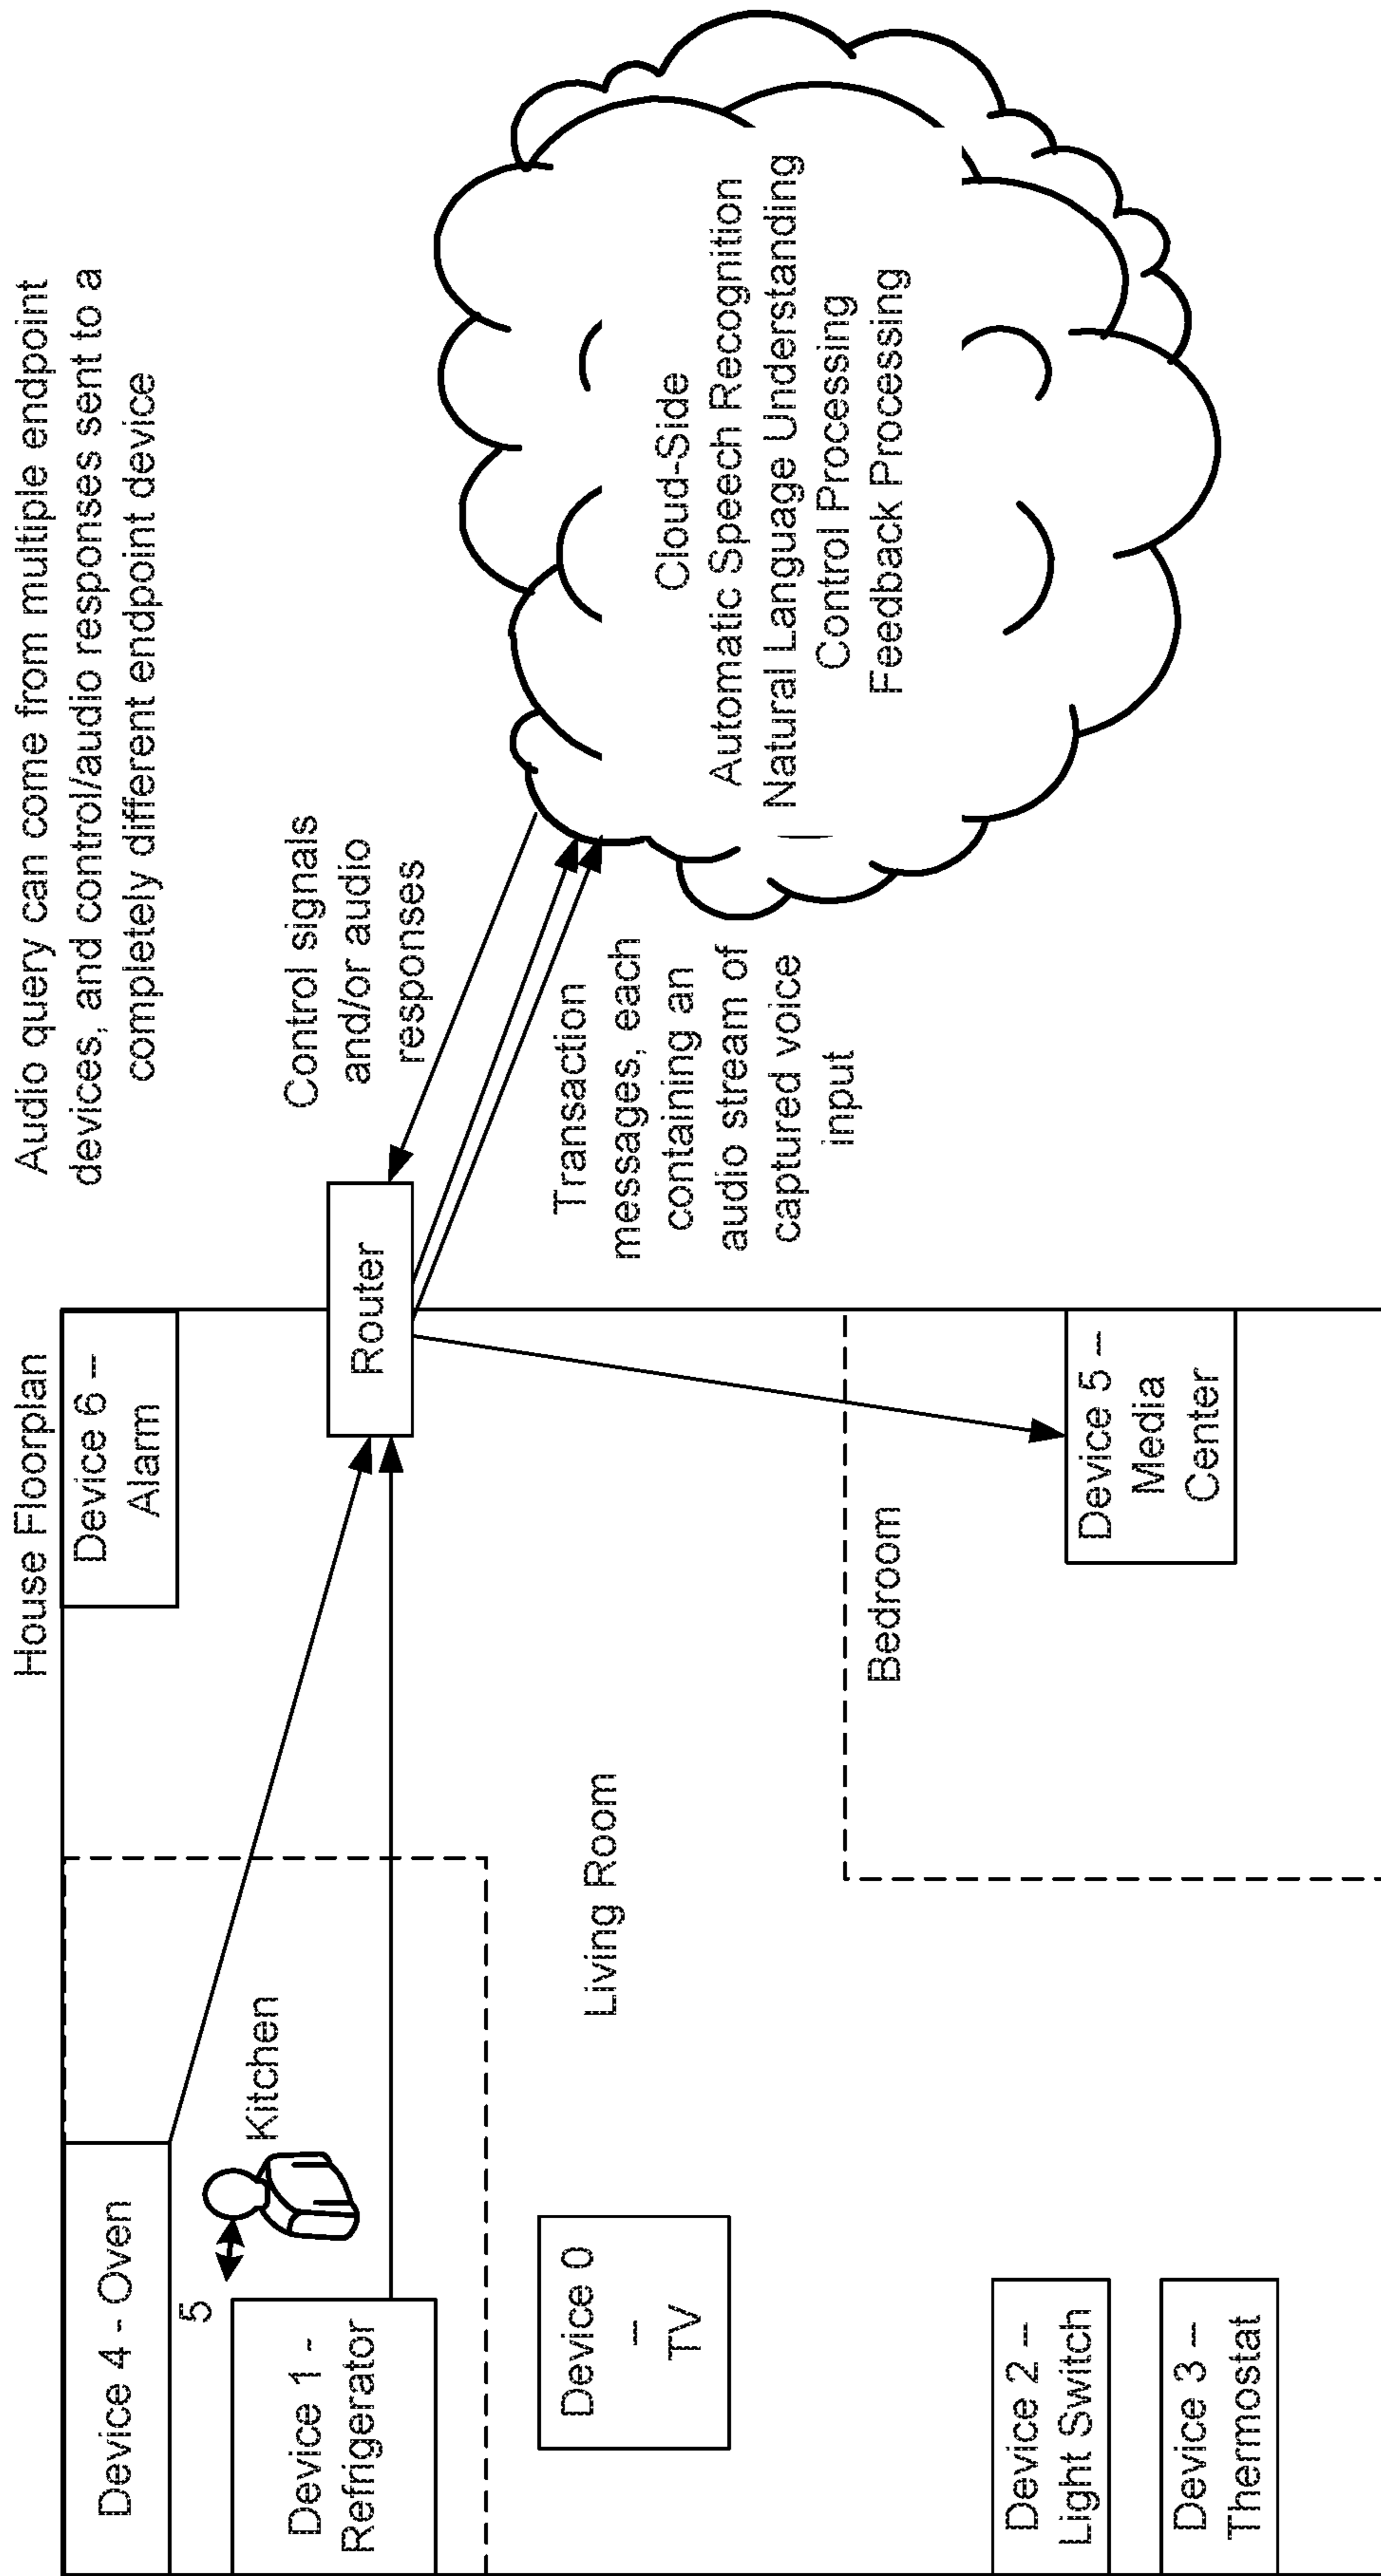 House Floorplan
Audio query can come from multiple endpoint
devices, and control/audio responses sent to a
completely different endpoint device
Device 4 - Oven
5
Kitchen
Device 1 -
Refrigerator
Device 6 –
Alarm
Router
Control signals
and/or audio
responses
Transaction
messages, each
containing an
audio stream of
captured voice
input
Cloud-Side
Automatic Speech Recognition
Natural Language Understanding
Control Processing
Feedback Processing
Device 0
–
TV
Living Room
Bedroom
Device 2 –
Light Switch
Device 3 –
Thermostat
Device 5 –
Media
Center